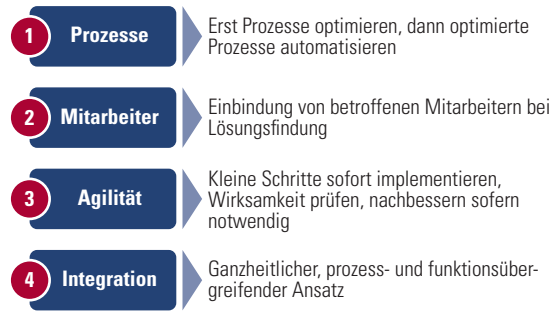 1 Prozesse
Erst Prozesse optimieren, dann optimierte
Prozesse automatisieren
2 Mitarbeiter
Einbindung von betroffenen Mitarbeitern bei
Lösungsfindung
3 Agilität
Kleine Schritte sofort implementieren,
Wirksamkeit prüfen, nachbessern sofern
notwendig
4 Integration
Ganzheitlicher, prozess- und funktionsüber-
greifender Ansatz